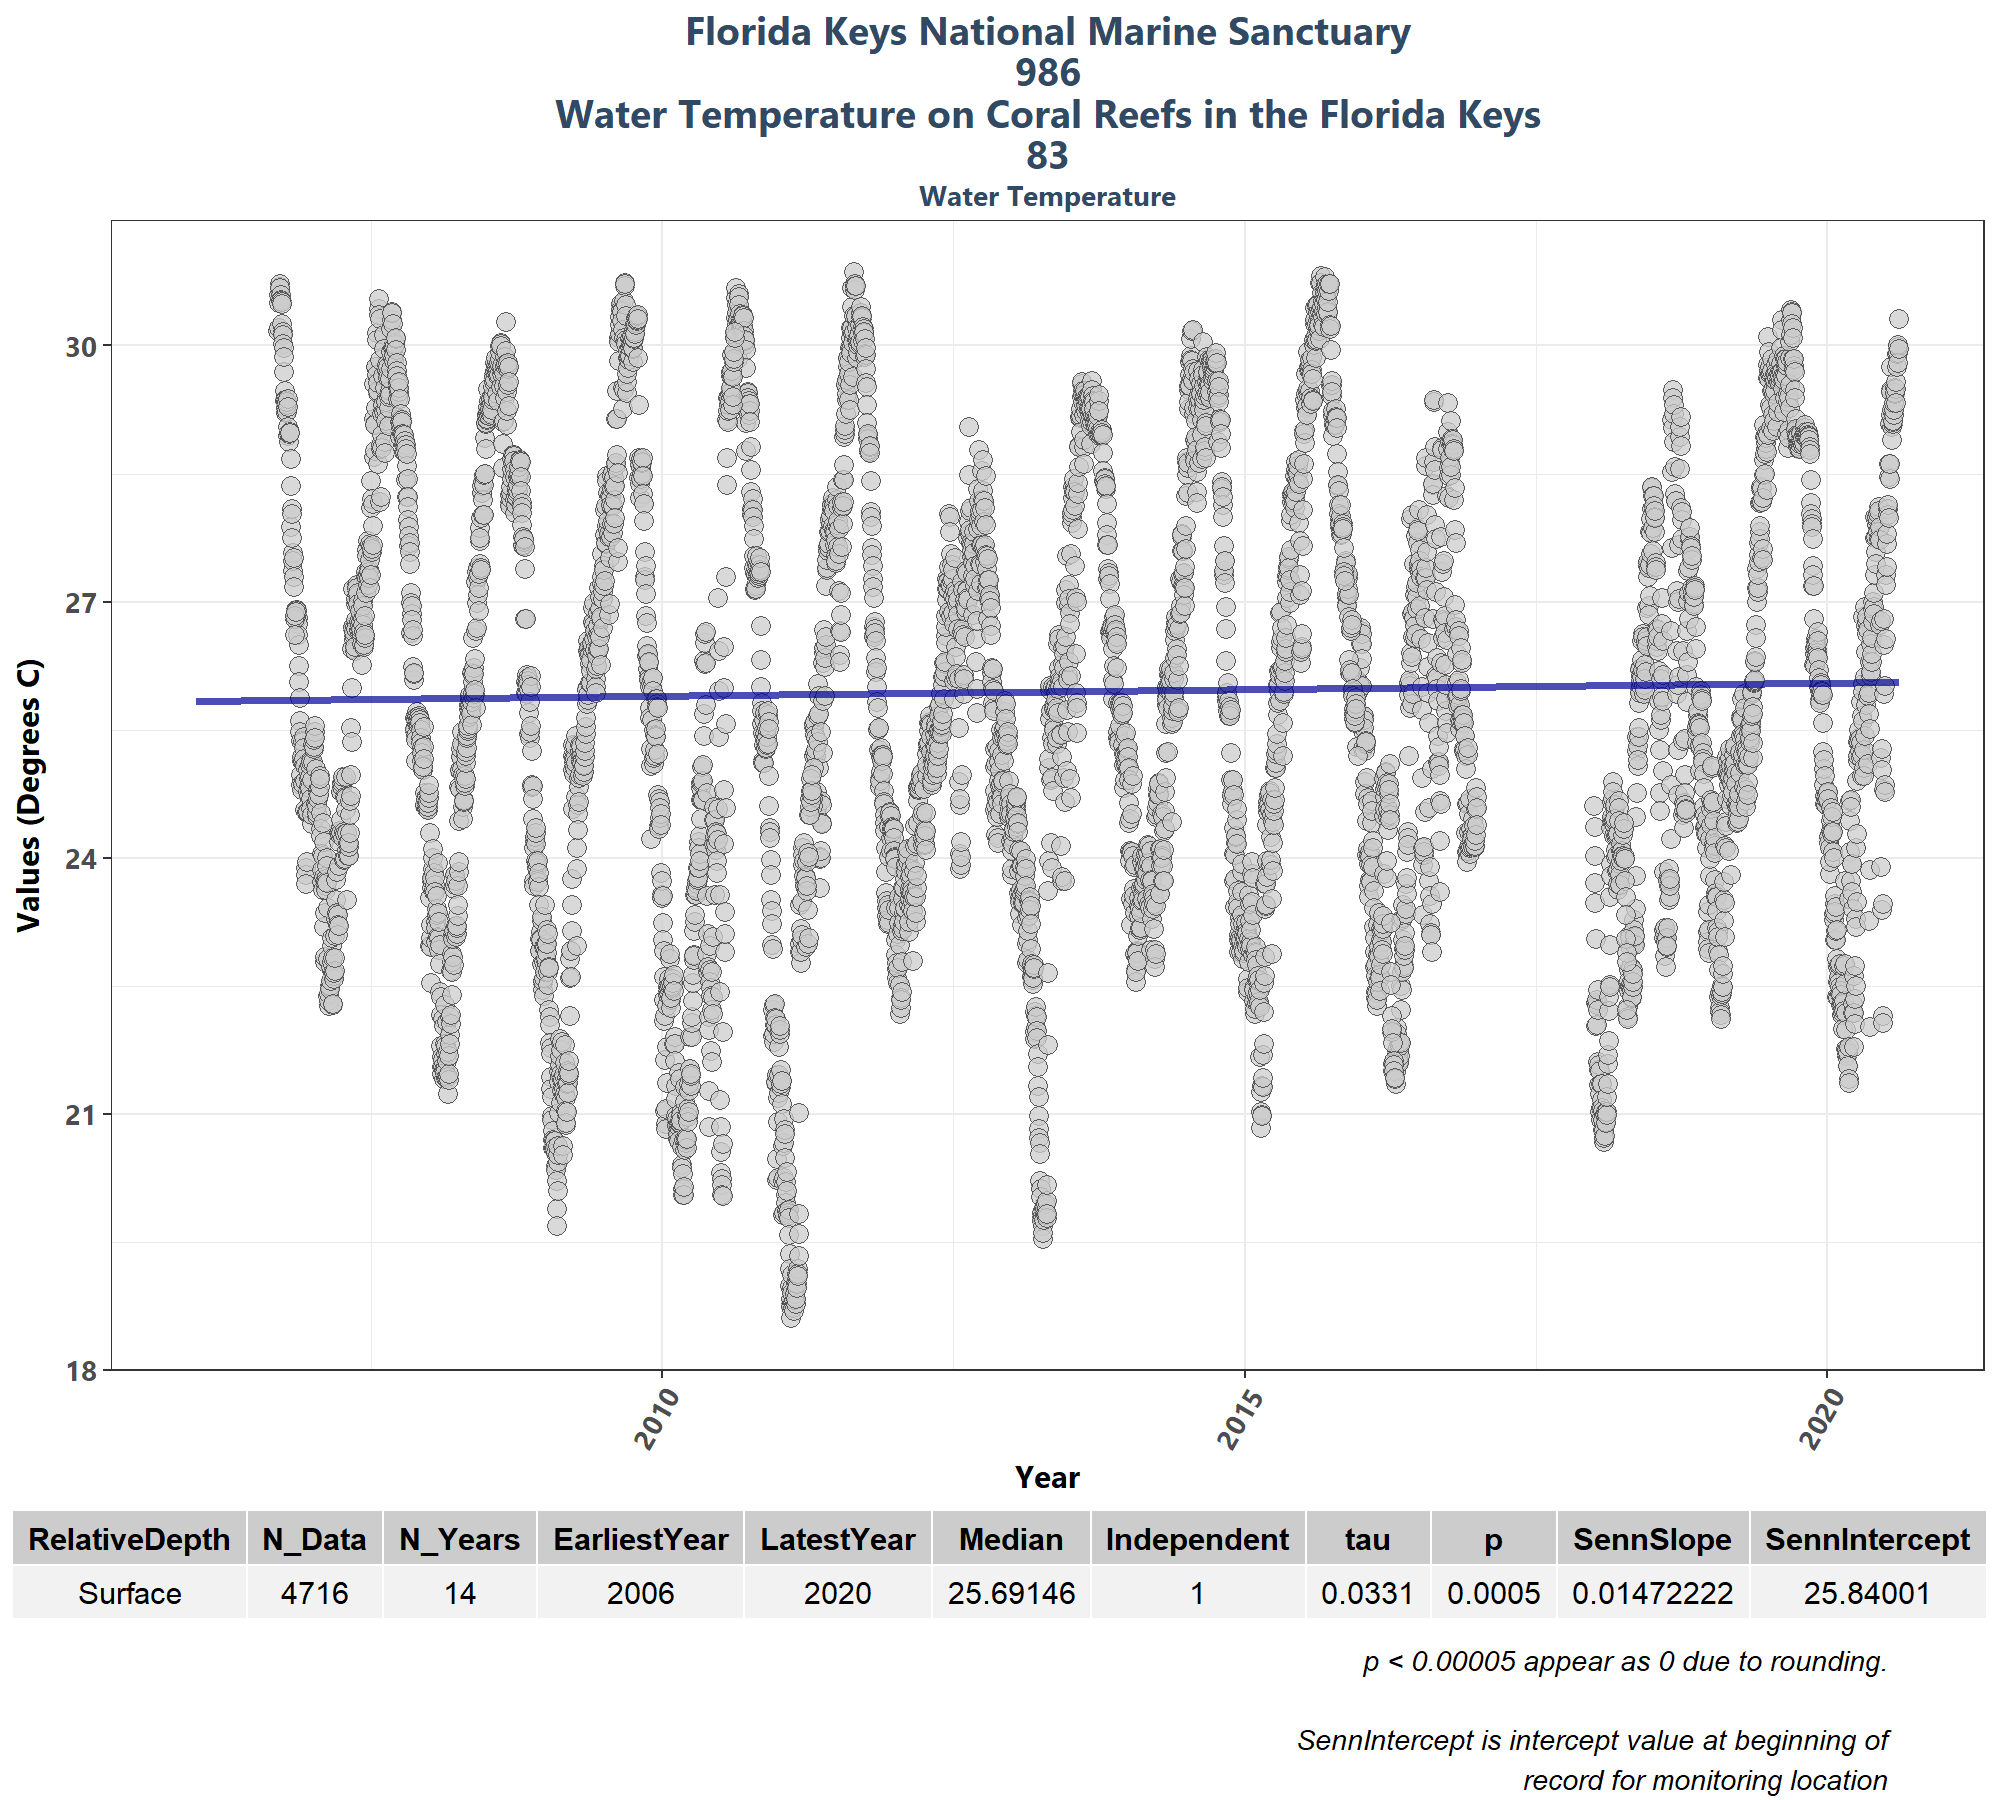 Florida Keys National Marine Sanctuary
986
Water Temperature on Coral Reefs in the Florida Keys
83
Water Temperature
Values (Degrees C)
30
27
24
21
18
2010
2015
2020
Year
RelativeDepth N_Data N_Years EarliestYear LatestYear Median Independent tau p SennSlope SennIntercept
Surface 4716 14 2006 2020 25.69146 1 0.0331 0.0005 0.01472222 25.84001
p < 0.00005 appear as 0 due to rounding.
SennIntercept is intercept value at beginning of
record for monitoring location